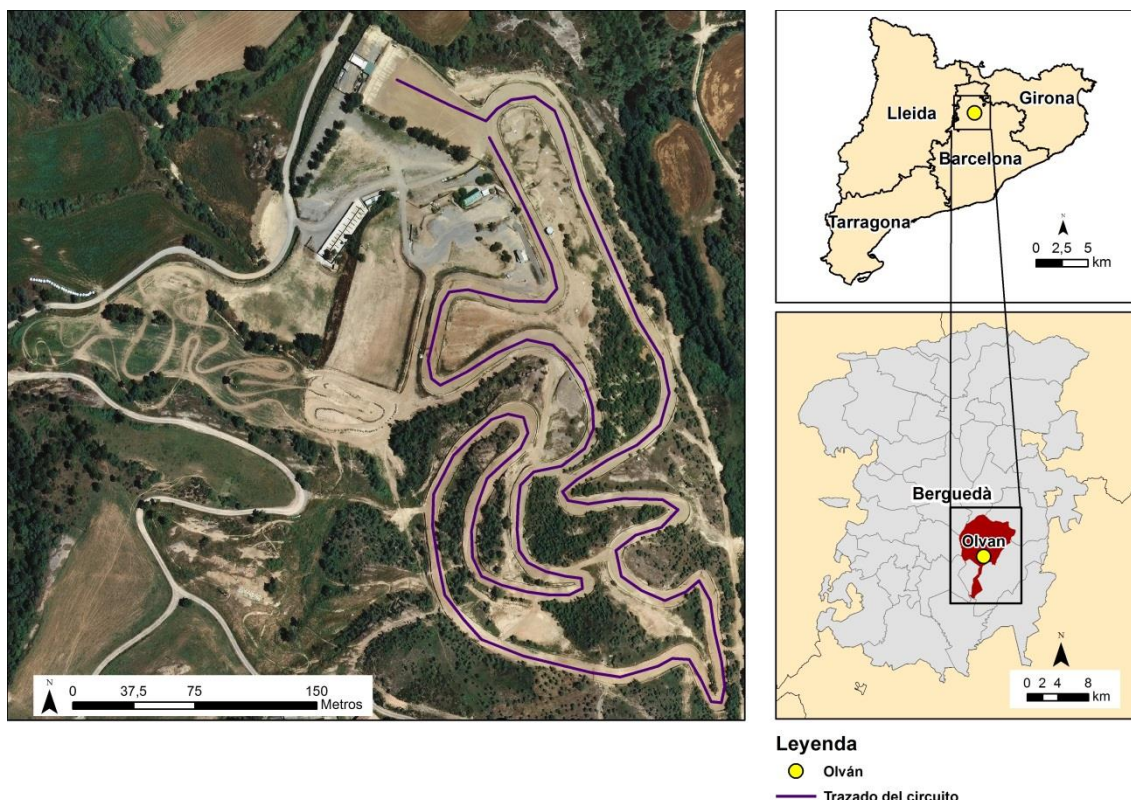 N
0 37,5 75 150
Metros
Girona
Lleida
Barcelona
Tarragona
N
0 2,5 5
km
Berguedà
Olvan
N
0 2 4 8
km
Leyenda
Olván
Trazado del circuito